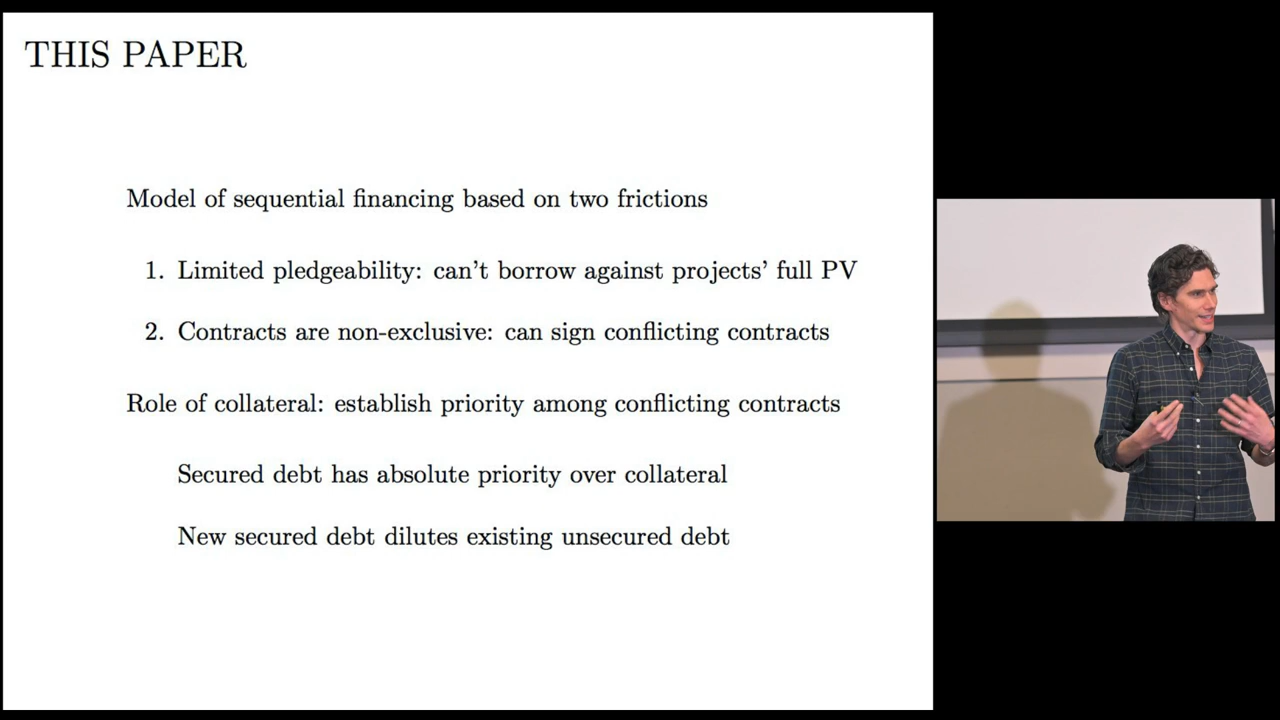 THIS PAPER
Model of sequential financing based on two frictions
1. Limited pledgeability: can't borrow against projects' full PV
2. Contracts are non-exclusive: can sign conflicting contracts
Role of collateral: establish priority among conflicting contracts
Secured debt has absolute priority over collateral
New secured debt dilutes existing unsecured debt